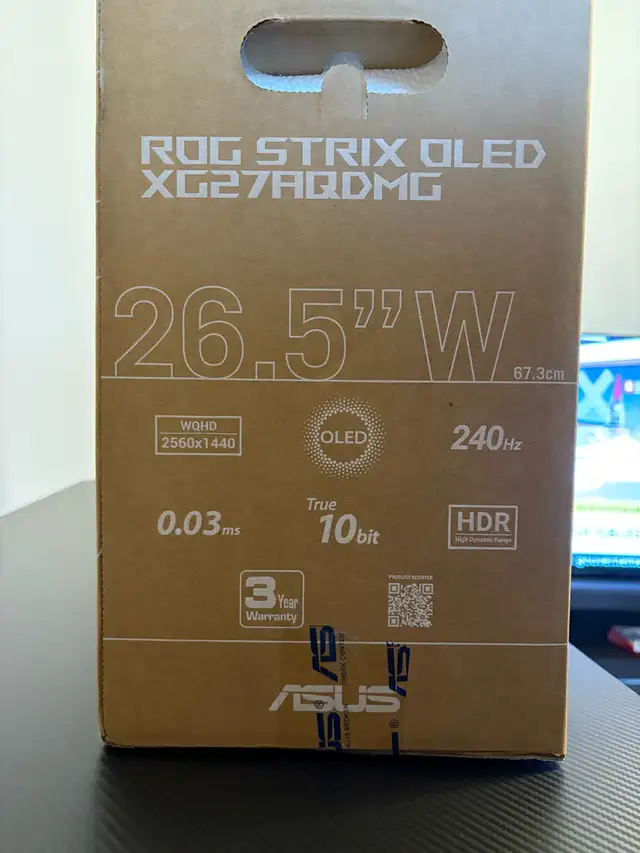 ROG STRIX OLED
XG27AQDMG
26.5”W
67.3cm
WQHD
2560x1440
OLED
240Hz
0.03ms
True
10bit
HDR
High Dynamic Range
3 Year
Warranty
PRODUCT REGISTER
ASUS